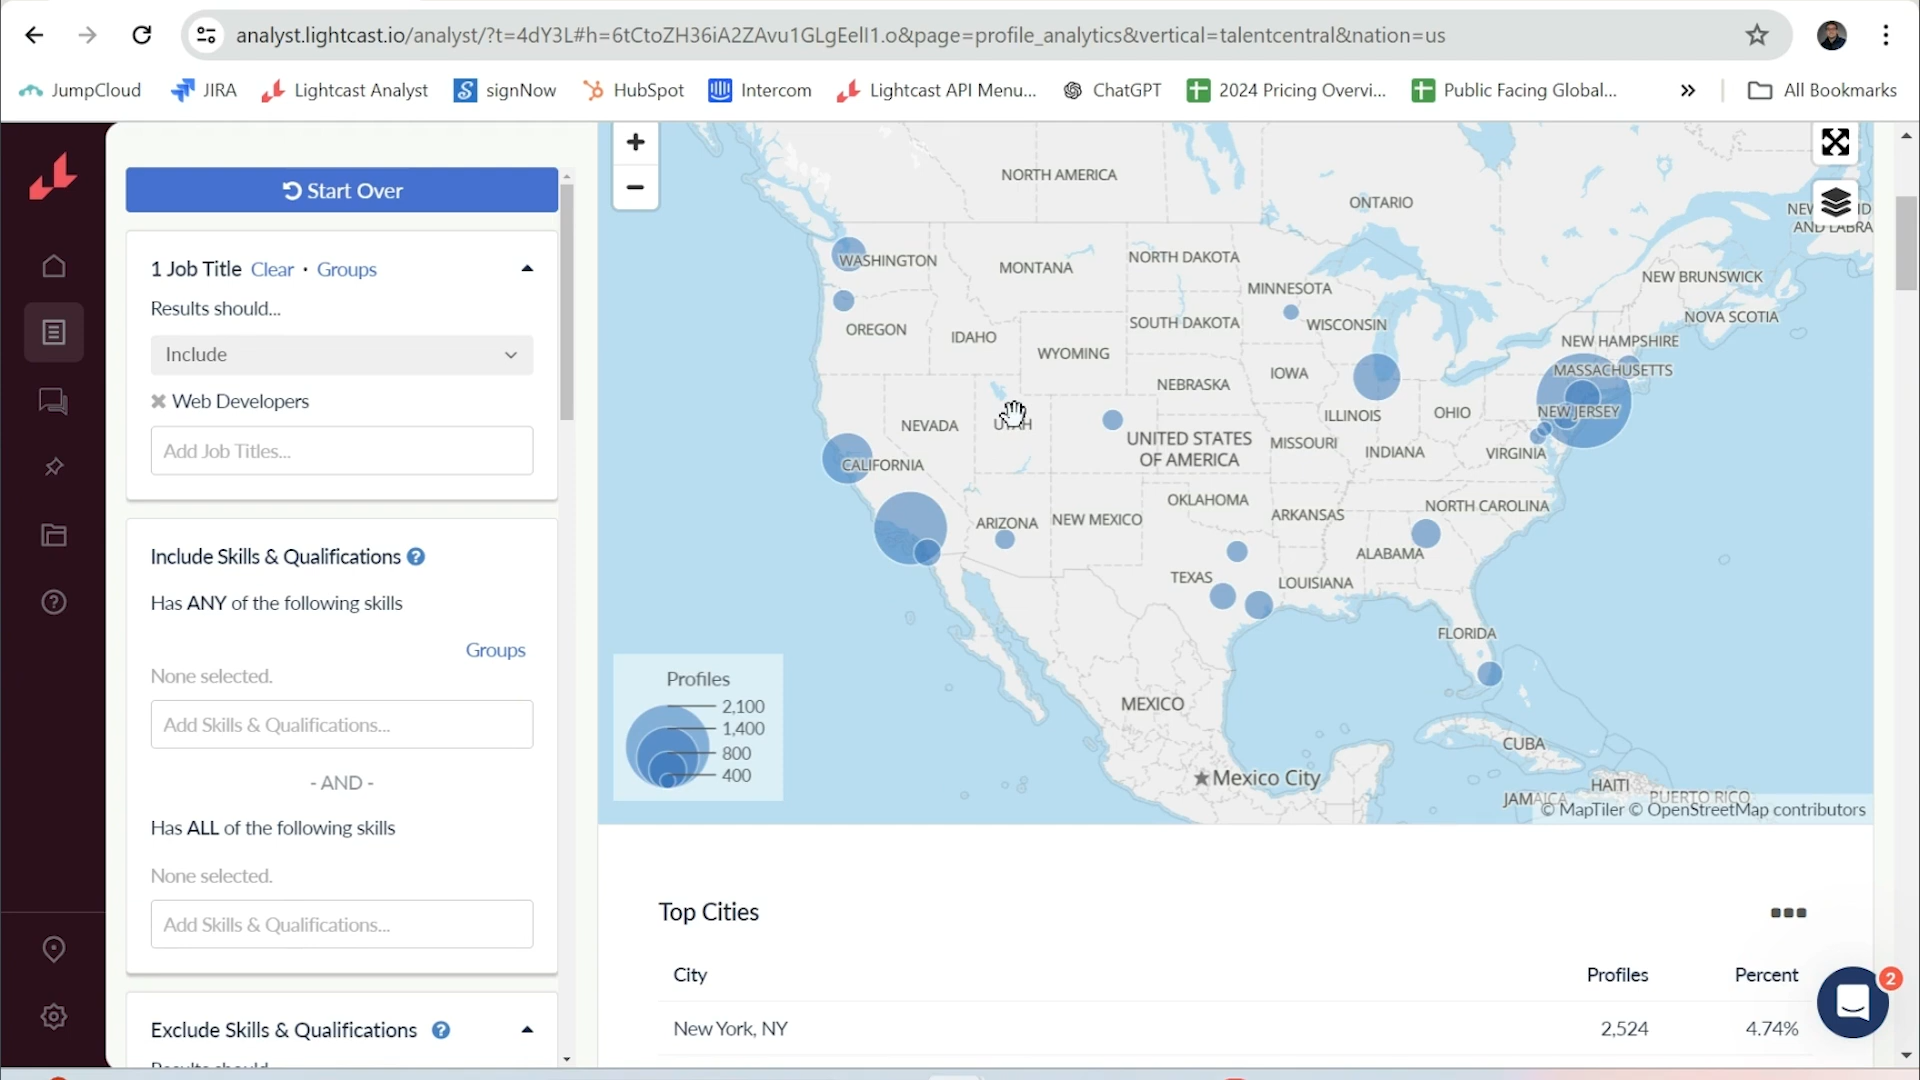 analyst.lightcast.io/analyst/?t=4dY3L#h=6tCtoZH36iA2ZAvu1GLgEeIl1.o&page=profile_analytics&vertical=talentcentral&nation=us
JumpCloud
JIRA
Lightcast Analyst
signNow
HubSpot
Intercom
Lightcast API Menu...
ChatGPT
2024 Pricing Overvi...
Public Facing Global...
All Bookmarks
Start Over
1 Job Title Clear · Groups
Results should...
Include
Web Developers
Add Job Titles...
Include Skills & Qualifications
Has ANY of the following skills
Groups
None selected.
Add Skills & Qualifications...
- AND -
Has ALL of the following skills
None selected.
Add Skills & Qualifications...
Exclude Skills & Qualifications
NORTH AMERICA
ONTARIO
WASHINGTON
MONTANA
NORTH DAKOTA
MINNESOTA
NEW BRUNSWICK
NOVA SCOTIA
OREGON
IDAHO
SOUTH DAKOTA
WISCONSIN
NEW HAMPSHIRE
WYOMING
MASSACHUSETTS
NEBRASKA
IOWA
NEVADA
UTAH
ILLINOIS
OHIO
NEW JERSEY
UNITED STATES
OF AMERICA
MISSOURI
INDIANA
VIRGINIA
CALIFORNIA
OKLAHOMA
ARKANSAS
NORTH CAROLINA
ARIZONA
NEW MEXICO
ALABAMA
TEXAS
LOUISIANA
FLORIDA
MEXICO
CUBA
Mexico City
HAITI
JAMAICA
PUERTO RICO
© MapTiler © OpenStreetMap contributors
Profiles
2,100
1,400
800
400
Top Cities
City Profiles Percent
New York, NY 2,524 4.74%
2